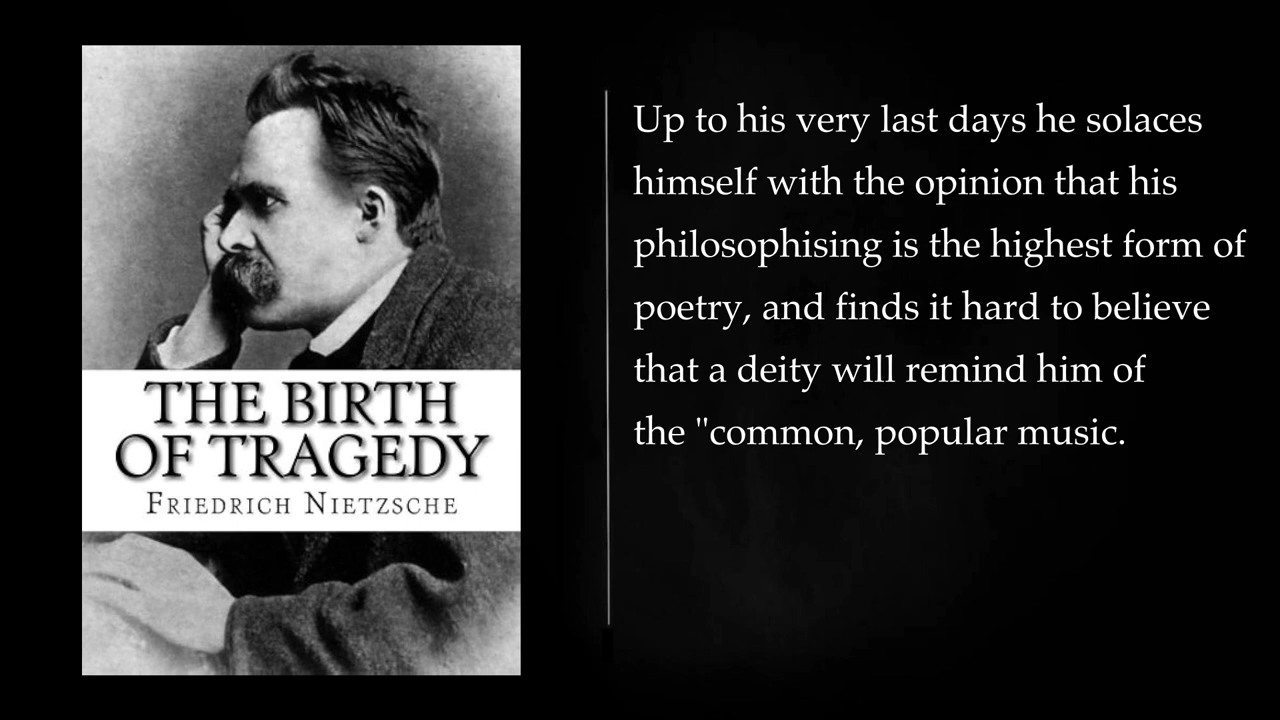 THE BIRTH
OF TRAGEDY
Friedrich Nietzsche
Up to his very last days he solaces
himself with the opinion that his
philosophising is the highest form of
poetry, and finds it hard to believe
that a deity will remind him of
the "common, popular music.